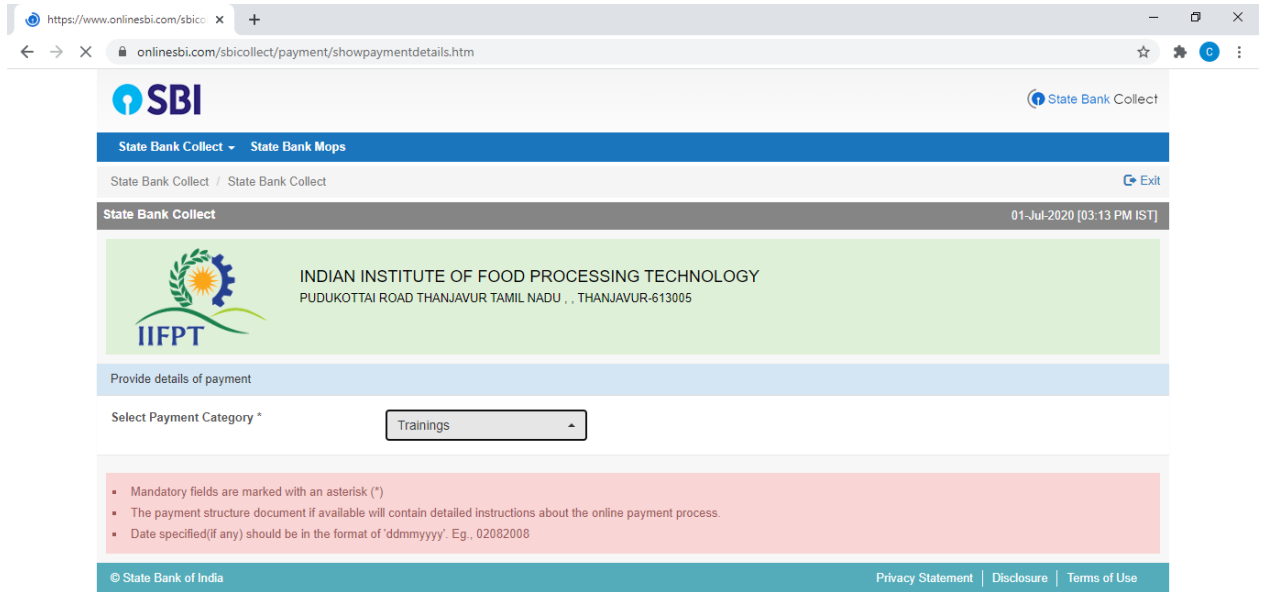 https://www.onlinesbi.com/sbico
onlinesbi.com/sbicollect/payment/showpaymentdetails.htm
C
SBI
State Bank Collect
State Bank Collect State Bank Mops
State Bank Collect / State Bank Collect
Exit
State Bank Collect
01-Jul-2020 [03:13 PM IST]
IIFPT
INDIAN INSTITUTE OF FOOD PROCESSING TECHNOLOGY
PUDUKOTTAI ROAD THANJAVUR TAMIL NADU , , THANJAVUR-613005
Provide details of payment
Select Payment Category *
Trainings
Mandatory fields are marked with an asterisk (*)
The payment structure document if available will contain detailed instructions about the online payment process.
Date specified(if any) should be in the format of 'ddmmyyyy'. Eg., 02082008
© State Bank of India
Privacy Statement | Disclosure | Terms of Use